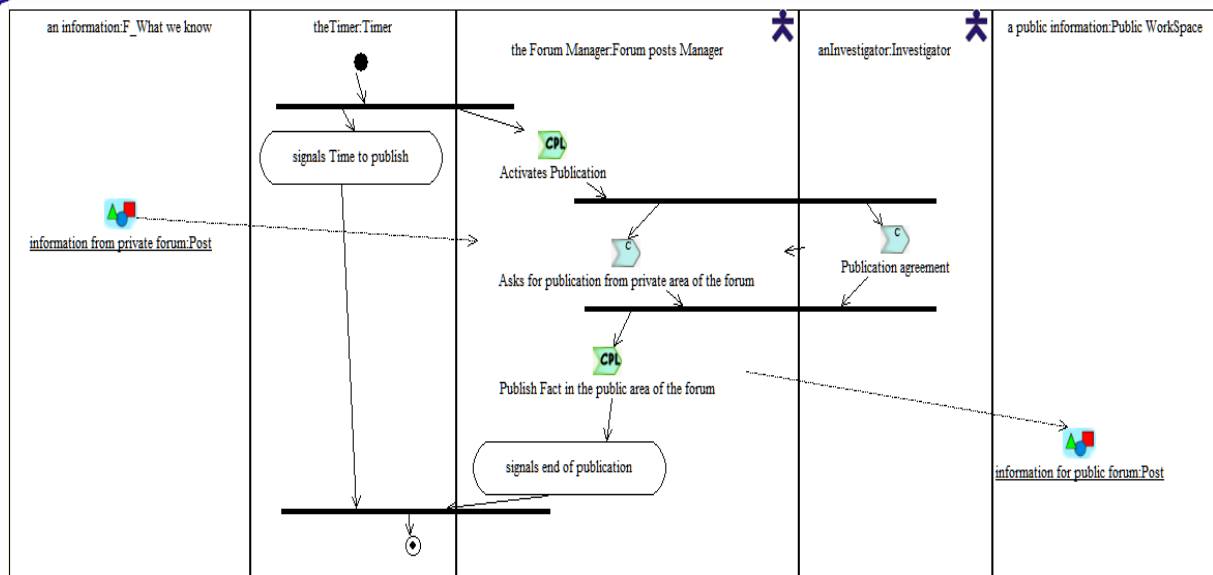 an information:F_What we know
theTimer:Timer
the Forum Manager:Forum posts Manager
anInvestigator:Investigator
a public information:Public WorkSpace
CPL
Activates Publication
signals Time to publish
information from private forum:Post
C
Asks for publication from private area of the forum
C
Publication agreement
CPL
Publish Fact in the public area of the forum
signals end of publication
information for public forum:Post